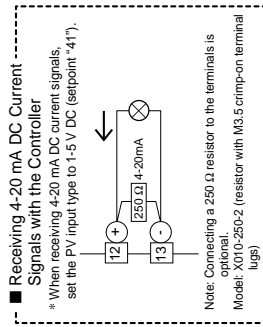 ■ Receiving 4-20 mA DC Current
Signals with the Controller
* When receiving 4-20 mA DC current signals,
set the PV input type to 1-5 V DC (setpoint “41”).
12 +
250 Ω 4-20mA
13 -
Note: Connecting a 250 Ω resistor to the terminals is
optional.
Model: X010-250-2 (resistor with M3.5 crimp-on terminal
lugs)